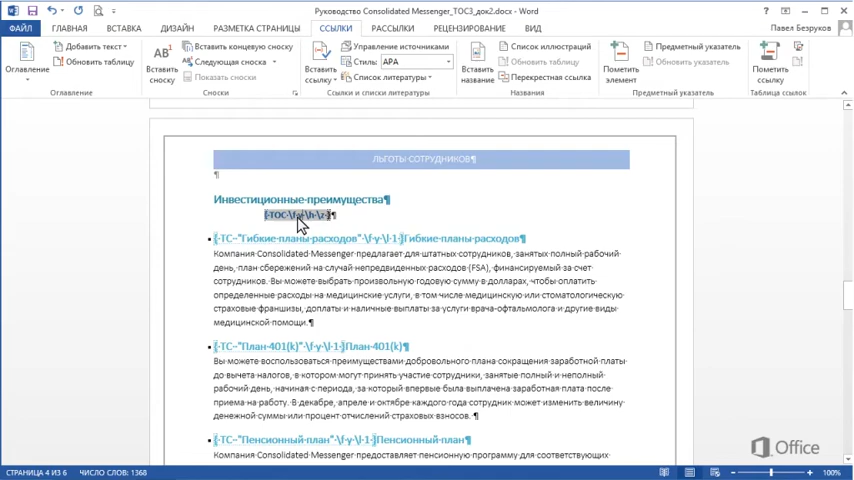 Руководство Consolidated Messenger_TOC3_док2.docx - Word
ФАЙЛ ГЛАВНАЯ ВСТАВКА ДИЗАЙН РАЗМЕТКА СТРАНИЦЫ ССЫЛКИ РАССЫЛКИ РЕЦЕНЗИРОВАНИЕ ВИД Павел Безруков
Оглавление
Добавить текст
Обновить таблицу
Оглавление
Вставить сноску
Вставить концевую сноску
Следующая сноска
Показать сноски
Сноски
Вставить ссылку
Управление источниками
Стиль: APA
Список литературы
Ссылки и списки литературы
Вставить название
Список иллюстраций
Обновить таблицу
Перекрестная ссылка
Названия
Пометить элемент
Предметный указатель
Обновить указатель
Предметный указатель
Пометить ссылку
Таблица ссылок
ЛЬГОТЫ СОТРУДНИКОВ¶
¶
Инвестиционные·преимущества¶
{·TOC·\f·y·\h·z·}¶
{·TC·"Гибкие·планы·расходов"·\f·y·\l·1·}Гибкие·планы·расходов¶
Компания·Consolidated·Messenger·предлагает·для·штатных·сотрудников,·занятых·полный·рабочий·
день,·план·сбережений·на·случай·непредвиденных·расходов·(FSA),·финансируемый·за·счет·
сотрудников.·Вы·можете·выбрать·произвольную·годовую·сумму·в·долларах,·чтобы·оплатить·
определенные·расходы·на·медицинские·услуги,·в·том·числе·медицинскую·или·стоматологическую·
страховые·франшизы,·доплаты·и·наличные·выплаты·за·услуги·врача-офтальмолога·и·другие·виды·
медицинской·помощи.¶
{·TC·"План·401(k)"·\f·y·\l·1·}План·401(k)¶
Вы·можете·воспользоваться·преимуществами·добровольного·плана·сокращения·заработной·платы·
до·вычета·налогов,·в·котором·могут·принять·участие·сотрудники,·занятые·полный·и·неполный·
рабочий·день,·начиная·с·периода,·за·который·впервые·была·выплачена·заработная·плата·после·
приема·на·работу.·В·декабре,·апреле·и·октябре·каждого·года·сотрудник·может·изменить·величину·
денежной·суммы·или·процент·отчислений·страховых·взносов.·¶
{·TC·"Пенсионный·план"·\f·y·\l·1·}Пенсионный·план¶
Компания·Consolidated·Messenger·предоставляет·пенсионную·программу·для·соответствующих·
Office
СТРАНИЦА 4 ИЗ 6 ЧИСЛО СЛОВ: 1368 100%